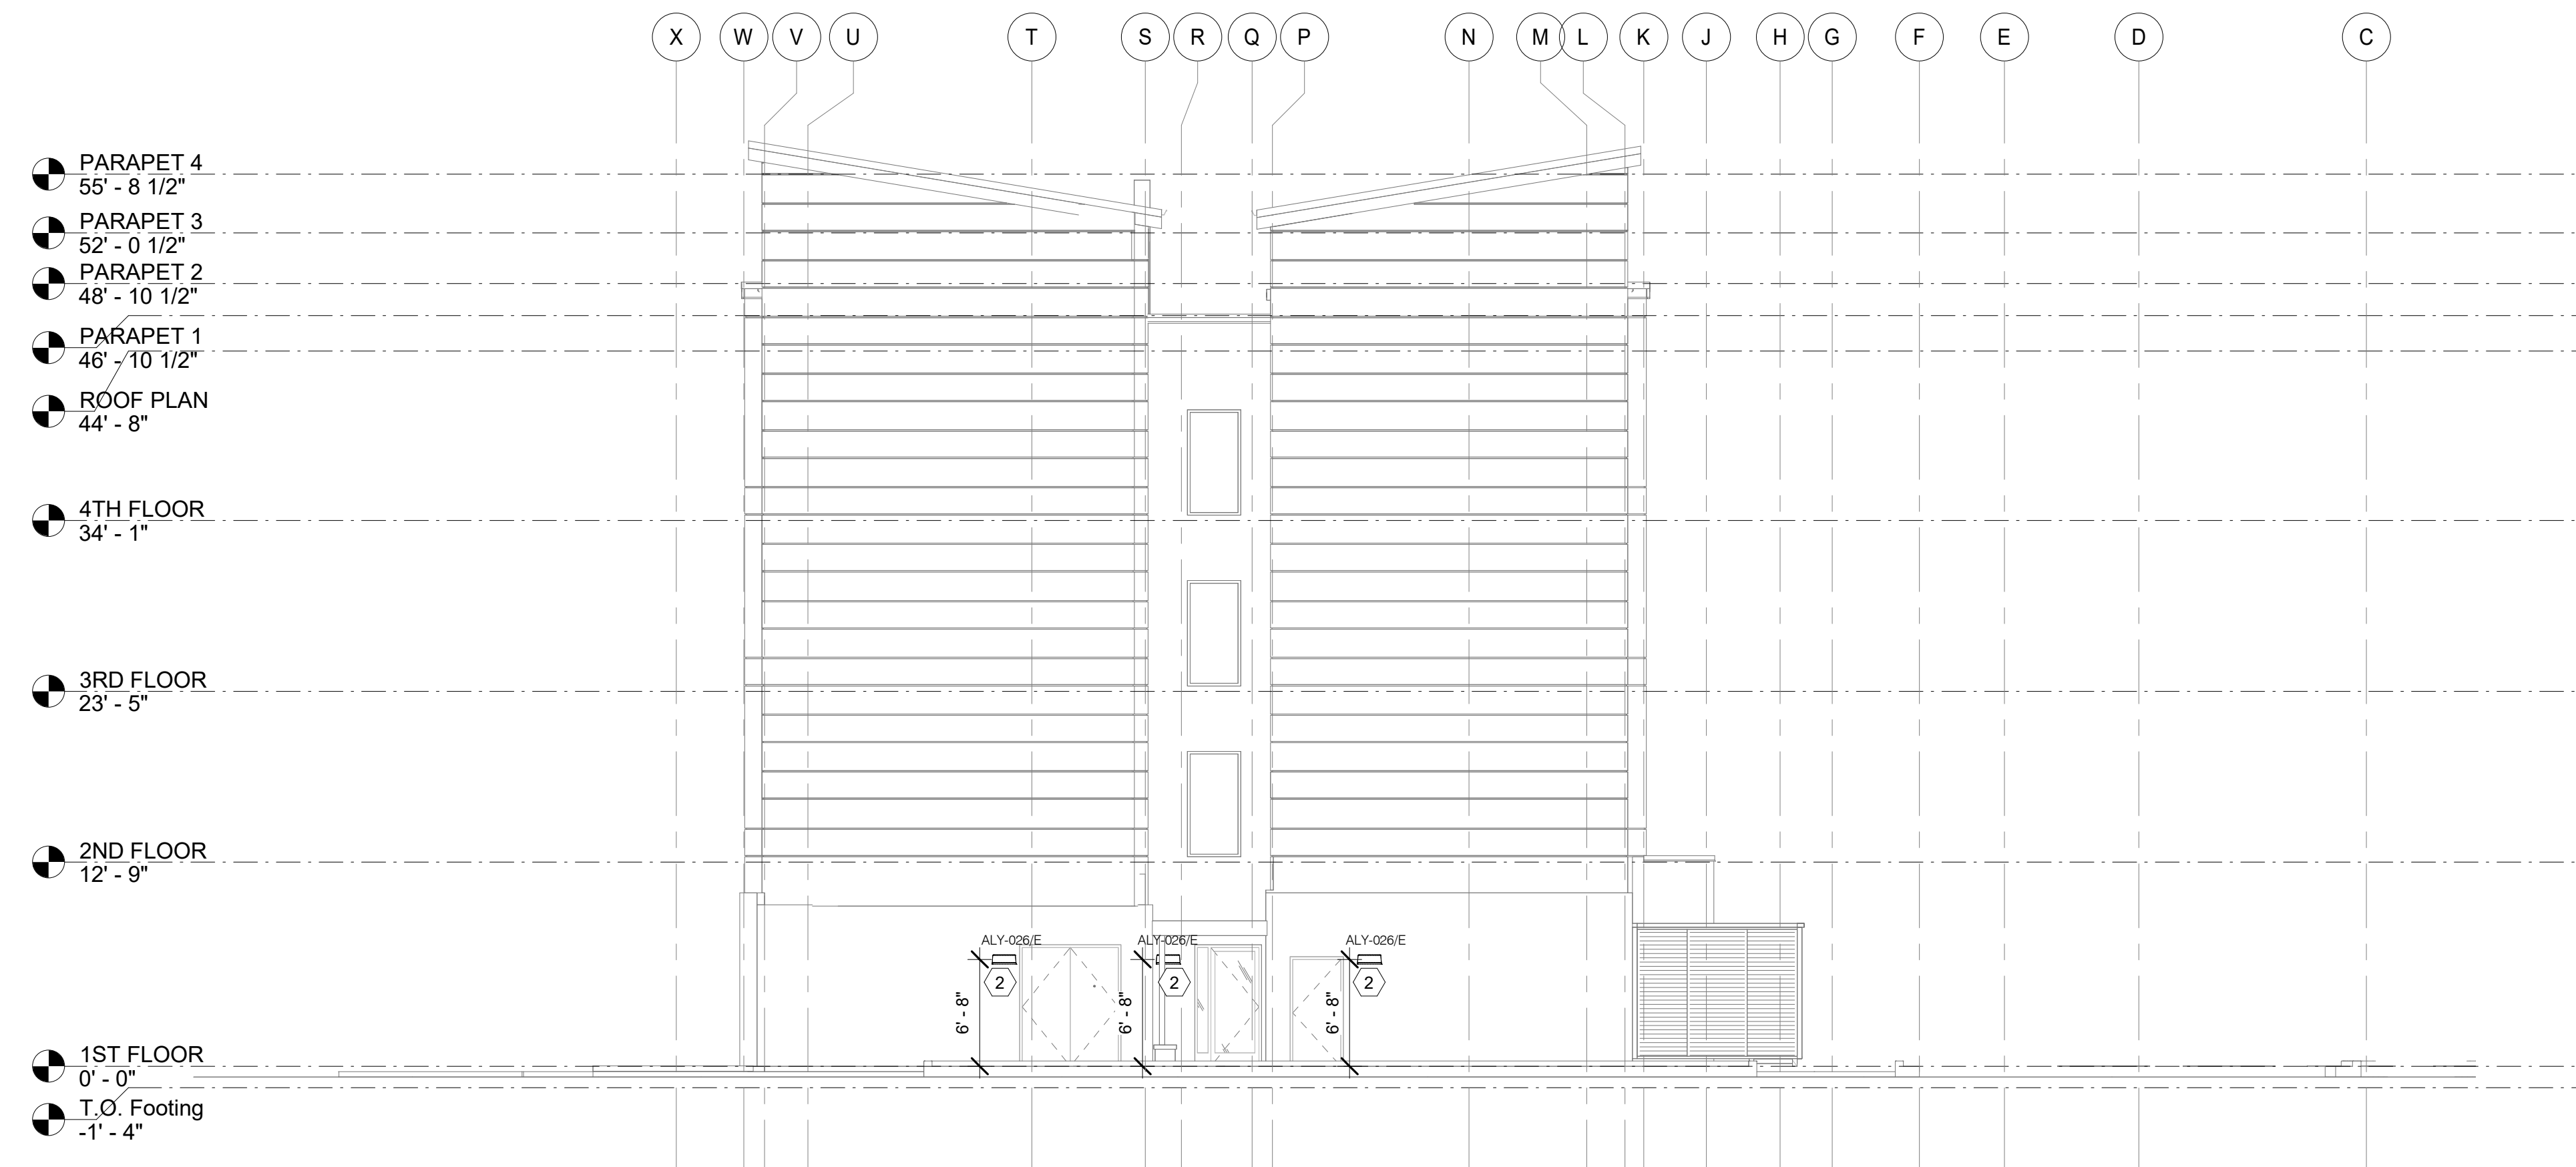 X W V U T S R Q P N M L K J H G F E D C
PARAPET 4
55' - 8 1/2"
PARAPET 3
52' - 0 1/2"
PARAPET 2
48' - 10 1/2"
PARAPET 1
46' - 10 1/2"
ROOF PLAN
44' - 8"
4TH FLOOR
34' - 1"
3RD FLOOR
23' - 5"
2ND FLOOR
12' - 9"
ALY-026/E ALY-026/E ALY-026/E
2 2 2
6' - 8" 6' - 8" 6' - 8"
1ST FLOOR
0' - 0"
T.O. Footing
-1' - 4"